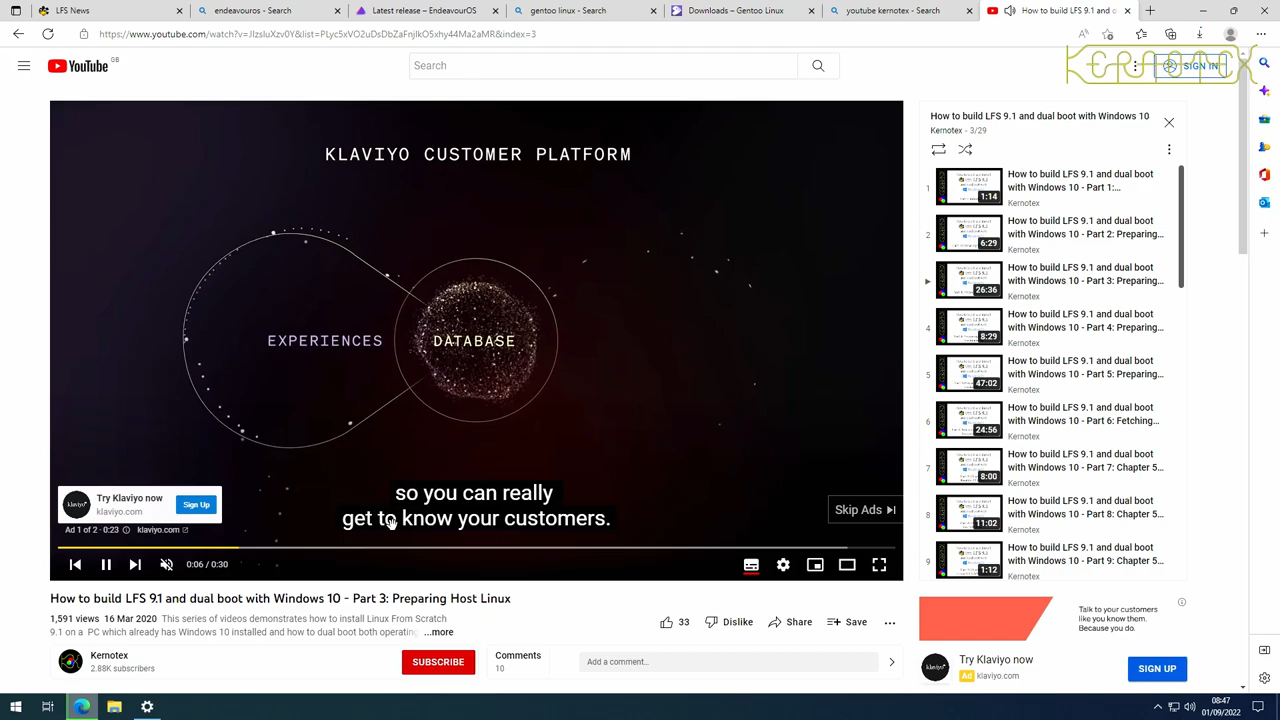 LFS News
endeavouros - Search
Latest release – EndeavourOS
gentoo linux - Search
Downloads – Gentoo Linux
youtube kernotex - Search
How to build LFS 9.1 and d
https://www.youtube.com/watch?v=JIzsluXzv0Y&list=PLyc5xVO2uDsDbZaFnjlkO5xhy44Ma2aMR&index=3
YouTube GB
Search
SIGN IN
KERNOTEX
KLAVIYO CUSTOMER PLATFORM
DATABASE
so you can really
get to know your customers.
Try Klaviyo now
klaviyo.com
Sign Up
Ad 1 of 2 · 0:23
klaviyo.com
Skip Ads
0:06 / 0:30
How to build LFS 9.1 and dual boot with Windows 10 - Part 3: Preparing Host Linux
1,591 views 16 Mar 2020 This series of videos demonstrates how to install Linux From Scratch
9.1 on a PC which already has Windows 10 installed and how to dual boot both operating ...more
33
Dislike
Share
Save
Kernotex
2.88K subscribers
SUBSCRIBE
Comments
10
Add a comment...
How to build LFS 9.1 and dual boot with Windows 10
Kernotex - 3/29
1
1:14
How to build LFS 9.1 and dual boot
with Windows 10 - Part 1:...
Kernotex
2
6:29
How to build LFS 9.1 and dual boot
with Windows 10 - Part 2: Preparing...
Kernotex
26:36
How to build LFS 9.1 and dual boot
with Windows 10 - Part 3: Preparing...
Kernotex
4
8:29
How to build LFS 9.1 and dual boot
with Windows 10 - Part 4: Preparing...
Kernotex
5
47:02
How to build LFS 9.1 and dual boot
with Windows 10 - Part 5: Preparing...
Kernotex
6
24:56
How to build LFS 9.1 and dual boot
with Windows 10 - Part 6: Fetching...
Kernotex
7
8:00
How to build LFS 9.1 and dual boot
with Windows 10 - Part 7: Chapter 5...
Kernotex
8
11:02
How to build LFS 9.1 and dual boot
with Windows 10 - Part 8: Chapter 5...
Kernotex
9
1:12
How to build LFS 9.1 and dual boot
with Windows 10 - Part 9: Chapter 5...
Kernotex
Talk to your customers
like you know them.
Because you do.
Try Klaviyo now
Ad klaviyo.com
SIGN UP
08:47
01/09/2022